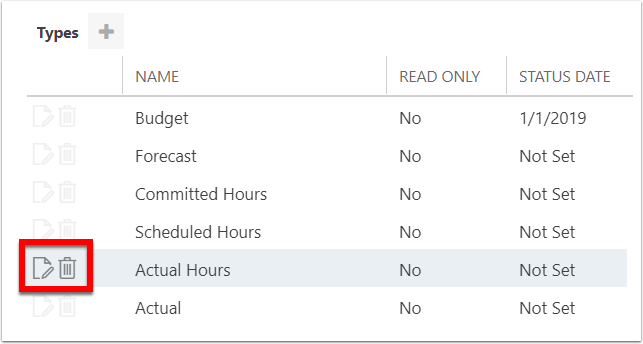 Types
NAME READ ONLY STATUS DATE
Budget No 1/1/2019
Forecast No Not Set
Committed Hours No Not Set
Scheduled Hours No Not Set
Actual Hours No Not Set
Actual No Not Set